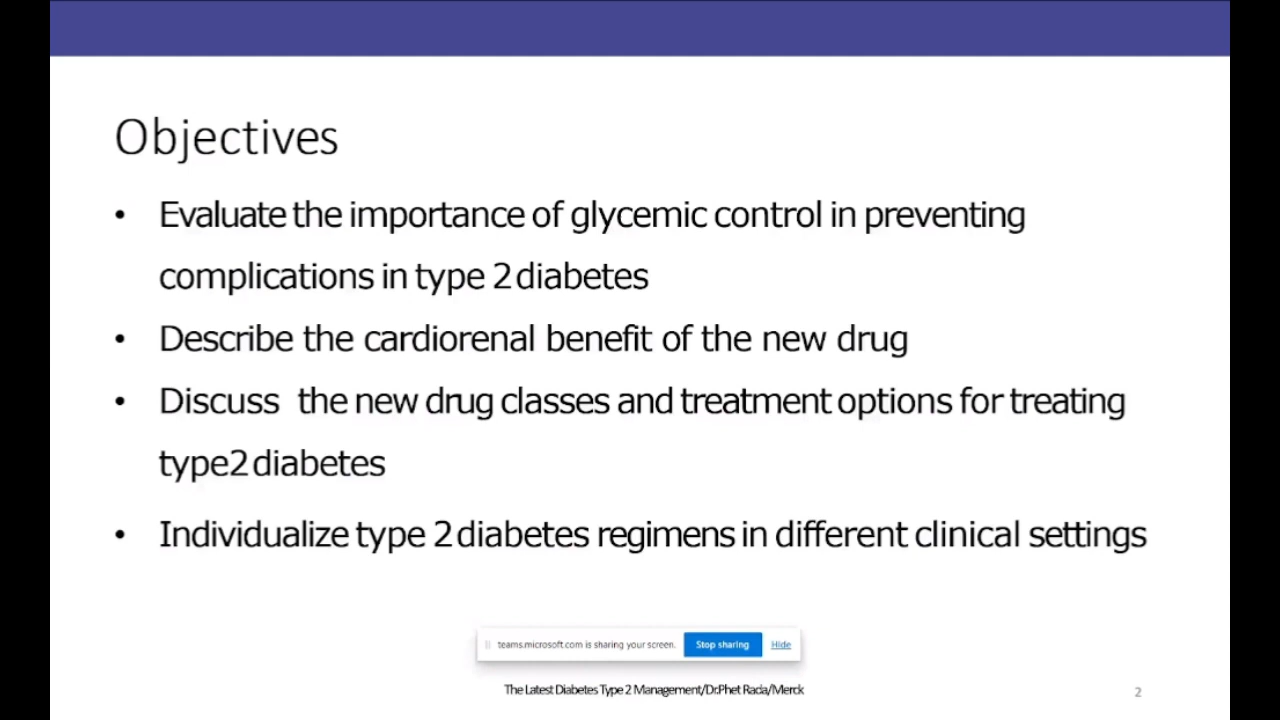 Objectives
• Evaluate the importance of glycemic control in preventing
complications in type 2 diabetes
• Describe the cardiorenal benefit of the new drug
• Discuss the new drug classes and treatment options for treating
type2 diabetes
• Individualize type 2 diabetes regimens in different clinical settings
teams.microsoft.com is sharing your screen. Stop sharing Hide
The Latest Diabetes Type 2 Management/Dr.Phet Rada/Merck
2